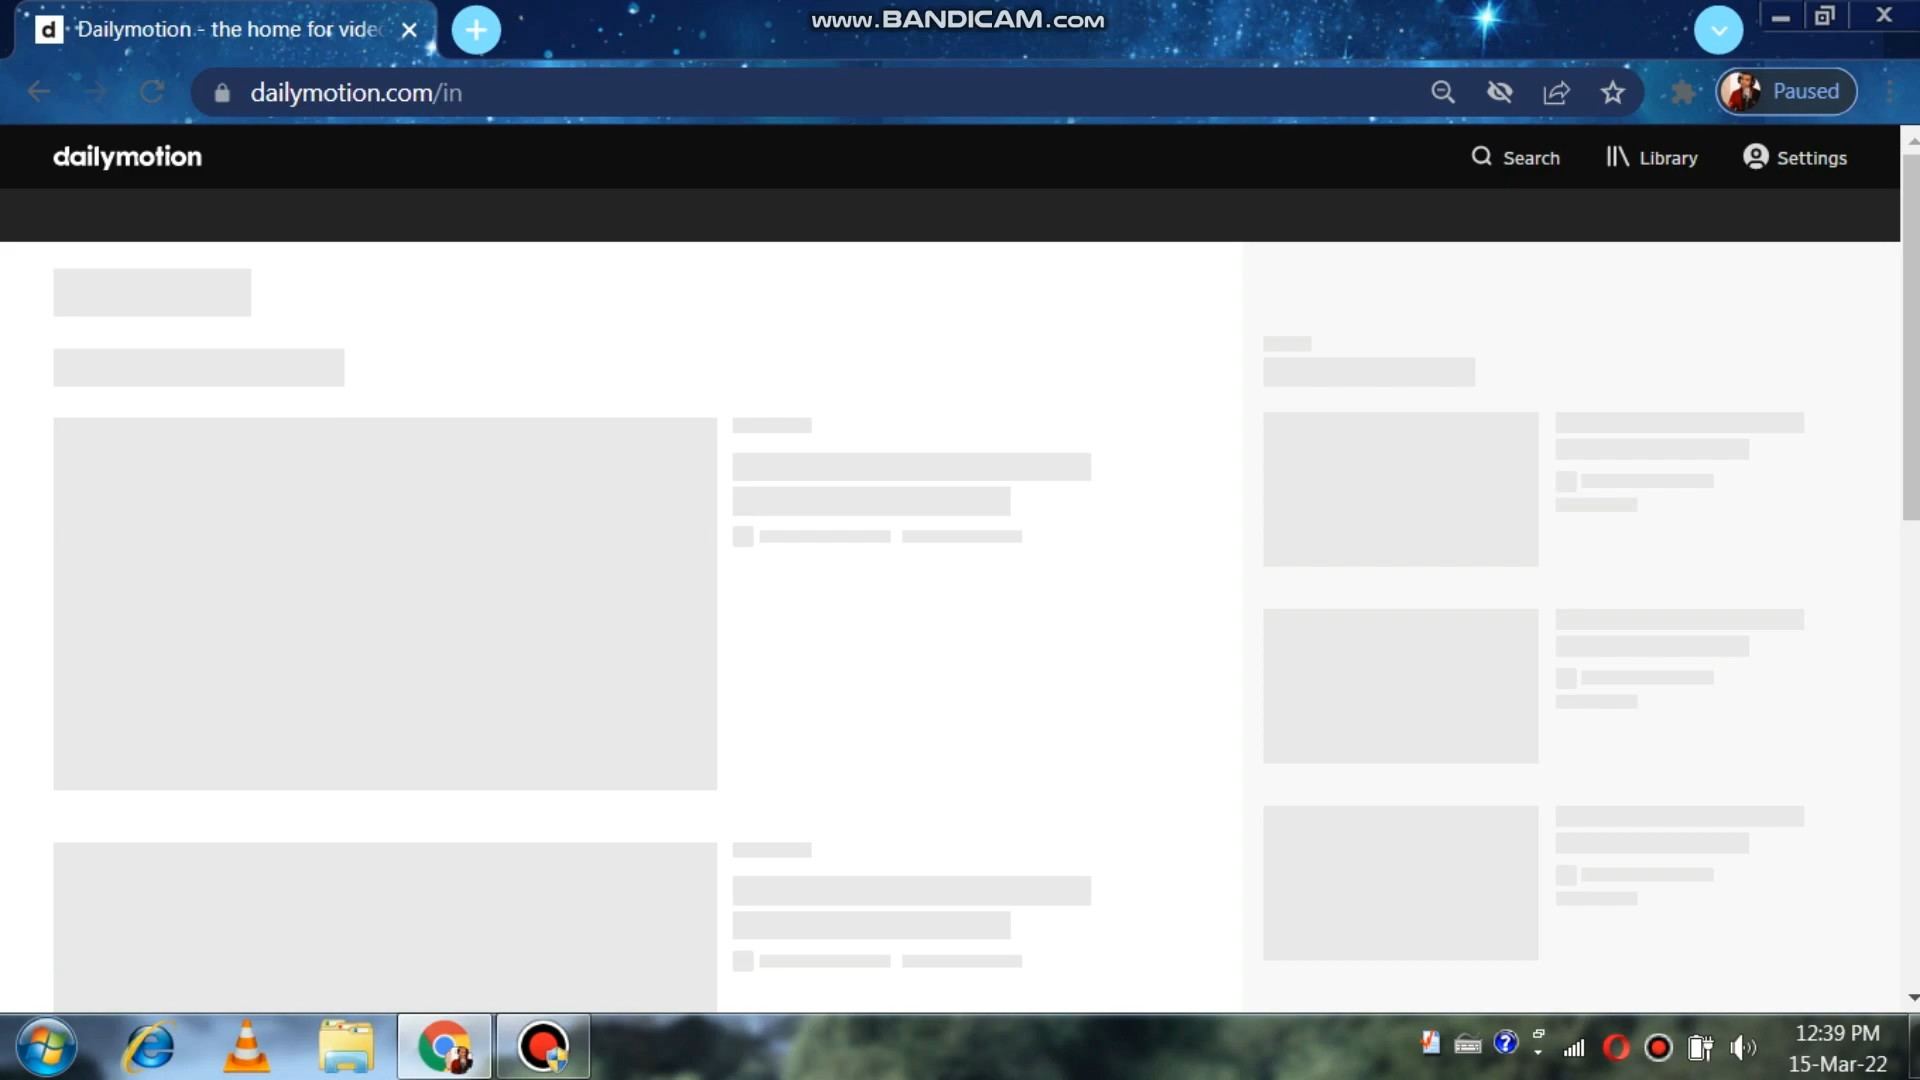 www.BANDICAM.com
d Dailymotion - the home for vide
dailymotion.com/in
Paused
dailymotion
Search
Library
Settings
12:39 PM
15-Mar-22